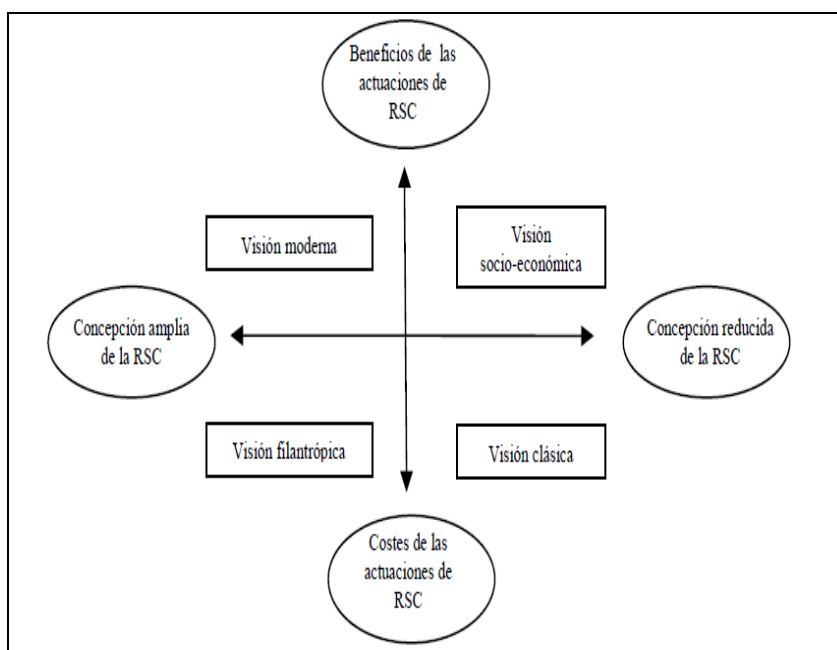 Beneficios de las
actuaciones de
RSC
Visión moderna
Visión
socio-económica
Concepción amplia
de la RSC
Concepción reducida
de la RSC
Visión filantrópica
Visión clásica
Costes de las
actuaciones de
RSC